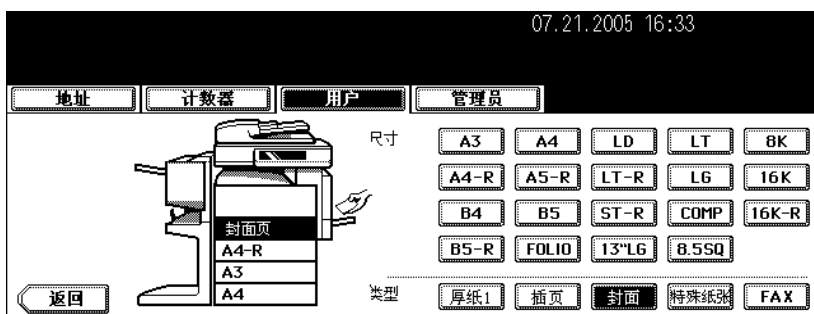 07.21.2005 16:33
地址 计数器 用户 管理员
尺寸 A3 A4 LD LT 8K
A4-R A5-R LT-R LG 16K
封面页 B4 B5 ST-R COMP 16K-R
A4-R B5-R FOLIO 13"LG 8.5SQ
A3
A4
返回 类型 厚纸1 插页 封面 特殊纸张 FAX